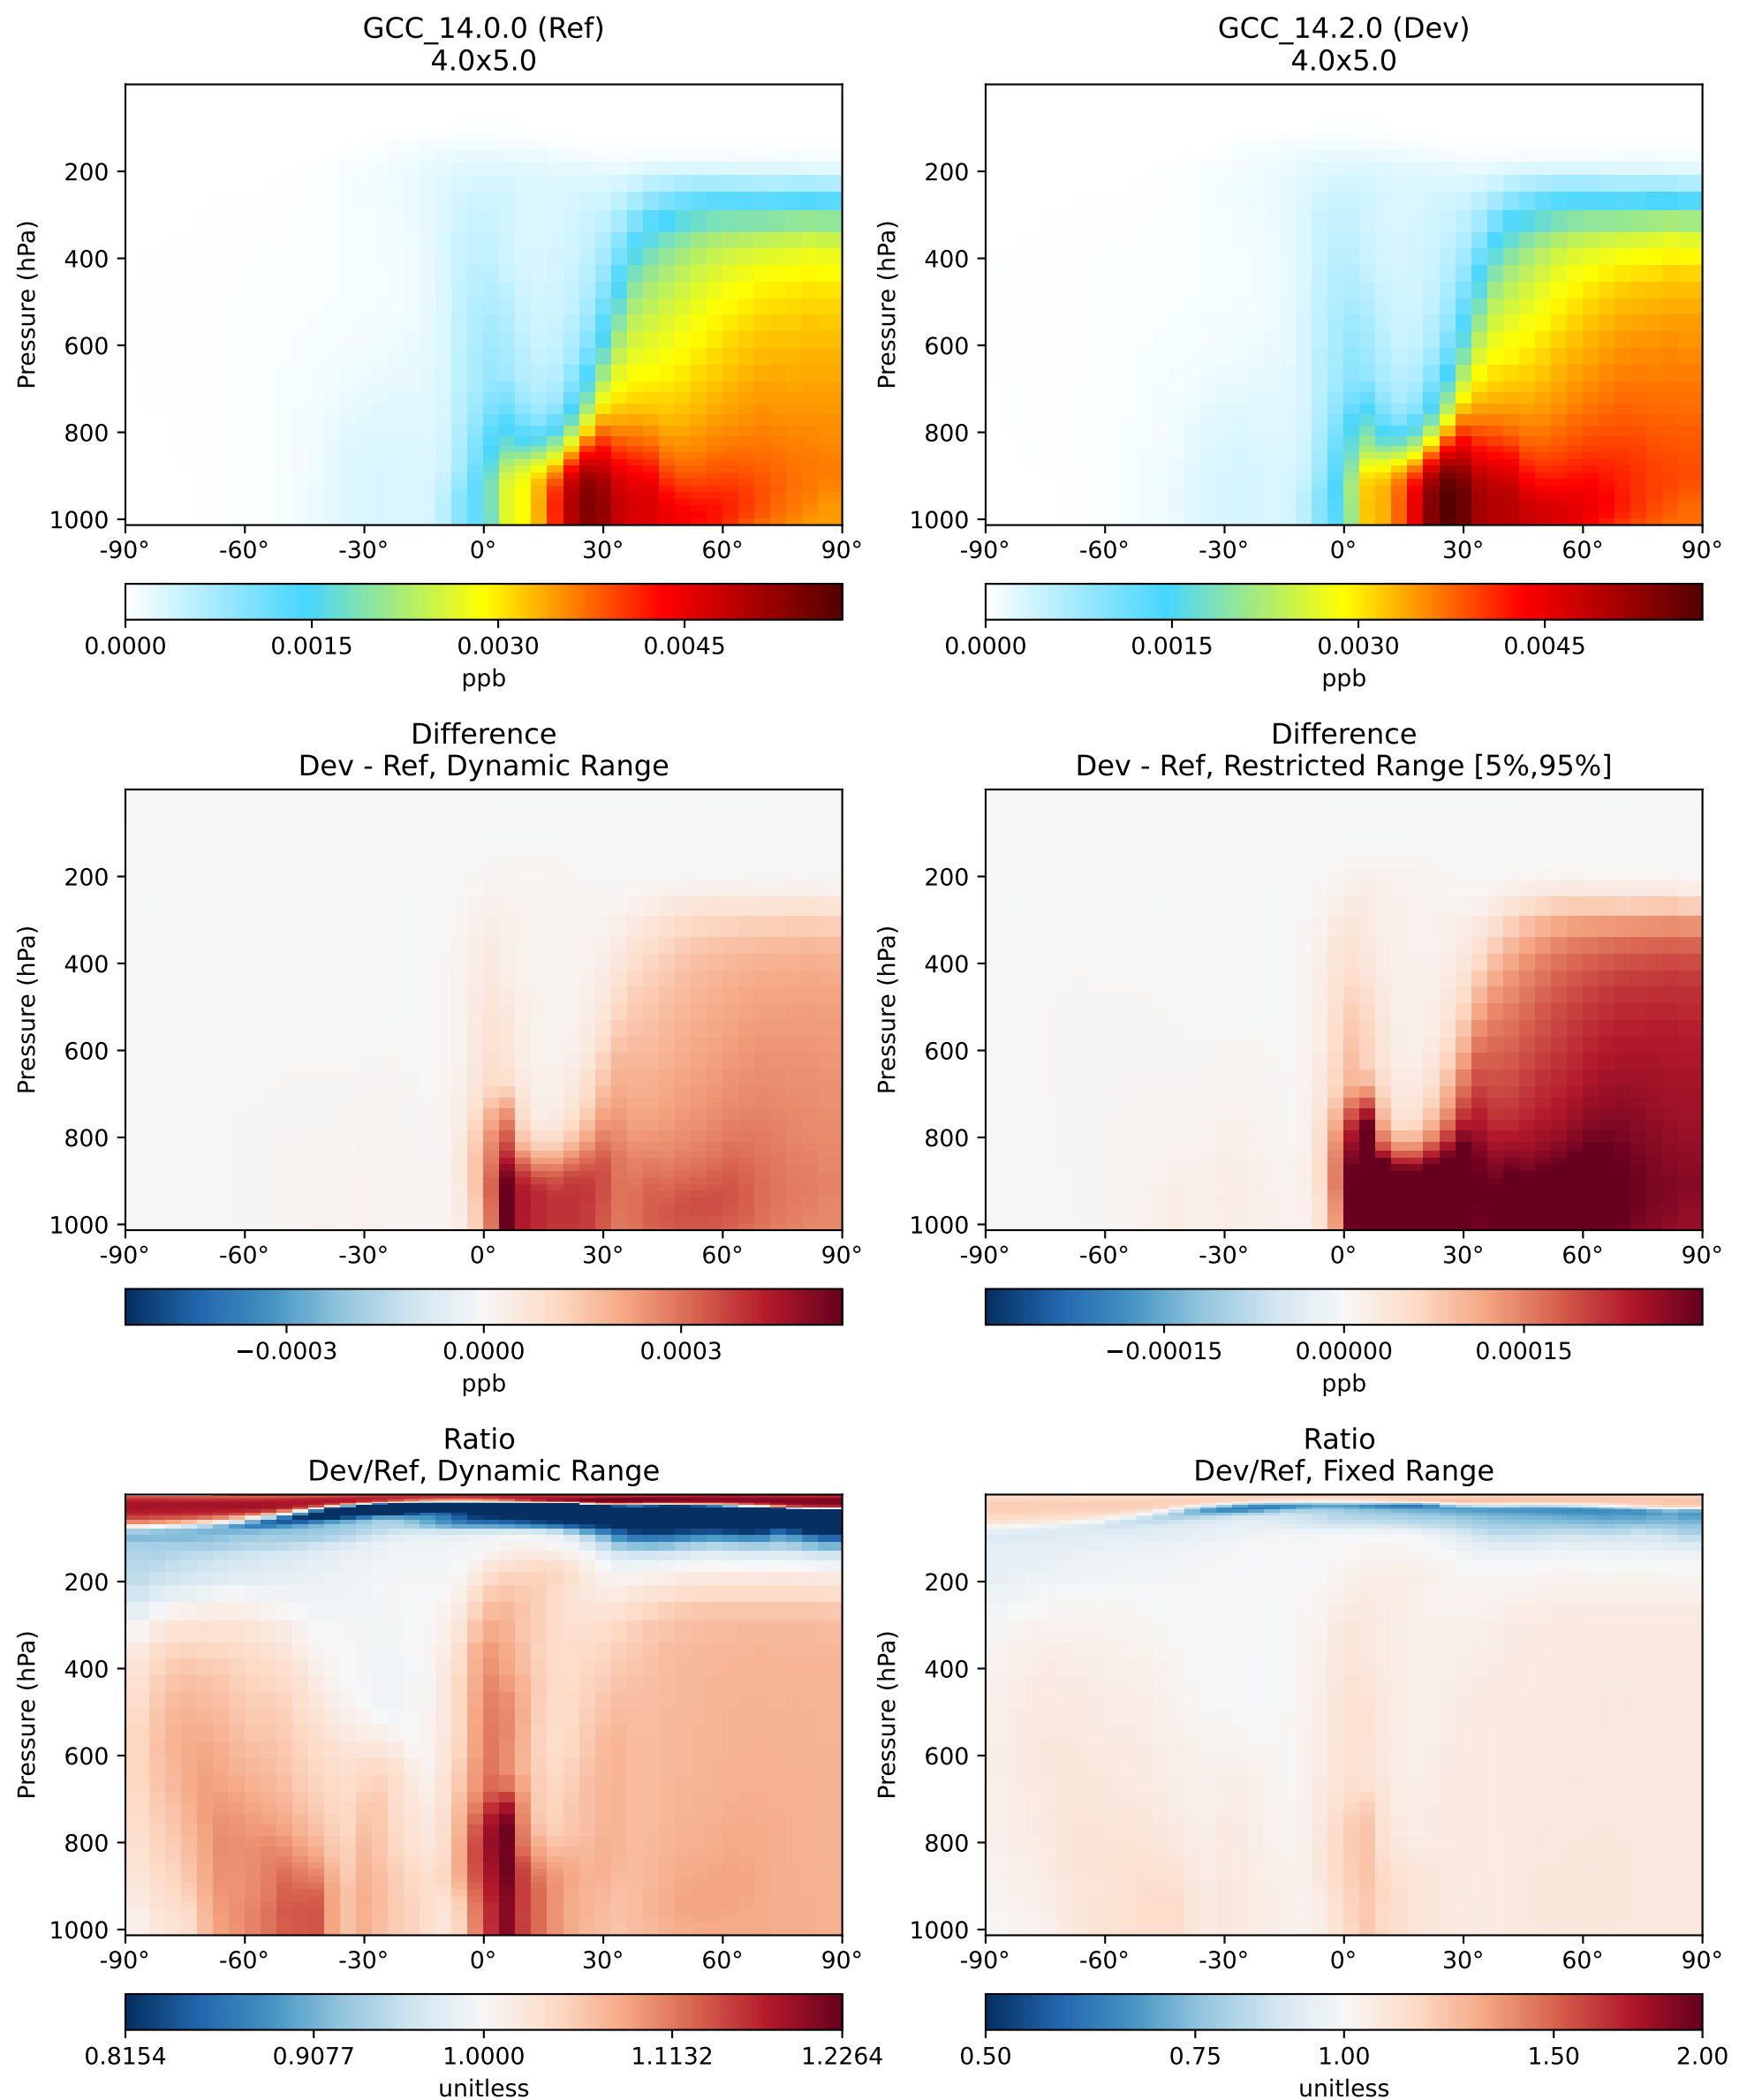 GCC_14.0.0 (Ref)
4.0x5.0
Pressure (hPa)
200
400
600
800
1000
-90° -60° -30° 0° 30° 60° 90°
0.0000 0.0015 0.0030 0.0045
ppb
GCC_14.2.0 (Dev)
4.0x5.0
Pressure (hPa)
200
400
600
800
1000
-90° -60° -30° 0° 30° 60° 90°
0.0000 0.0015 0.0030 0.0045
ppb
Difference
Dev - Ref, Dynamic Range
Pressure (hPa)
200
400
600
800
1000
-90° -60° -30° 0° 30° 60° 90°
−0.0003 0.0000 0.0003
ppb
Difference
Dev - Ref, Restricted Range [5%,95%]
Pressure (hPa)
200
400
600
800
1000
-90° -60° -30° 0° 30° 60° 90°
−0.00015 0.00000 0.00015
ppb
Ratio
Dev/Ref, Dynamic Range
Pressure (hPa)
200
400
600
800
1000
-90° -60° -30° 0° 30° 60° 90°
0.8154 0.9077 1.0000 1.1132 1.2264
unitless
Ratio
Dev/Ref, Fixed Range
Pressure (hPa)
200
400
600
800
1000
-90° -60° -30° 0° 30° 60° 90°
0.50 0.75 1.00 1.50 2.00
unitless